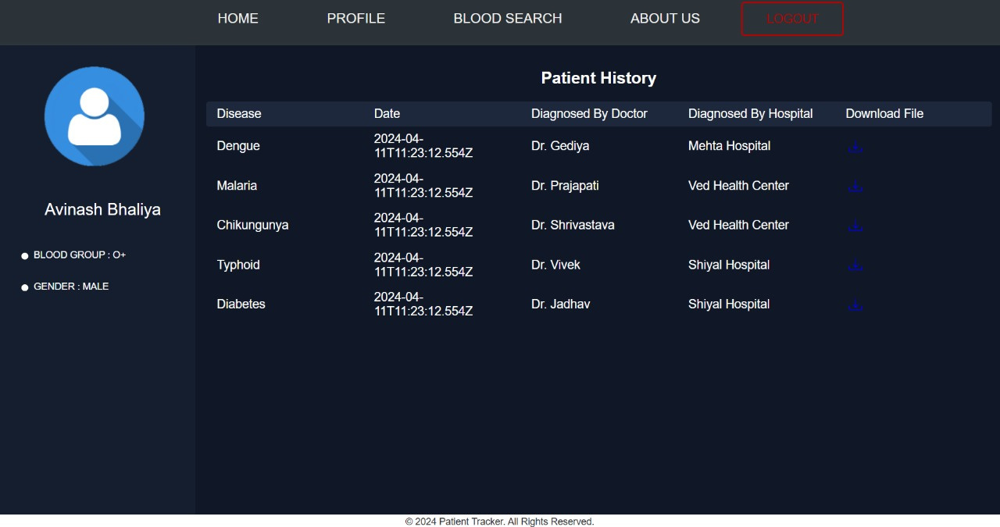 HOME PROFILE BLOOD SEARCH ABOUT US LOGOUT
Avinash Bhaliya
BLOOD GROUP : O+
GENDER : MALE
Patient History
Disease Date Diagnosed By Doctor Diagnosed By Hospital Download File
Dengue 2024-04-
11T11:23:12.554Z Dr. Gediya Mehta Hospital
Malaria 2024-04-
11T11:23:12.554Z Dr. Prajapati Ved Health Center
Chikungunya 2024-04-
11T11:23:12.554Z Dr. Shrivastava Ved Health Center
Typhoid 2024-04-
11T11:23:12.554Z Dr. Vivek Shiyal Hospital
Diabetes 2024-04-
11T11:23:12.554Z Dr. Jadhav Shiyal Hospital
© 2024 Patient Tracker. All Rights Reserved.